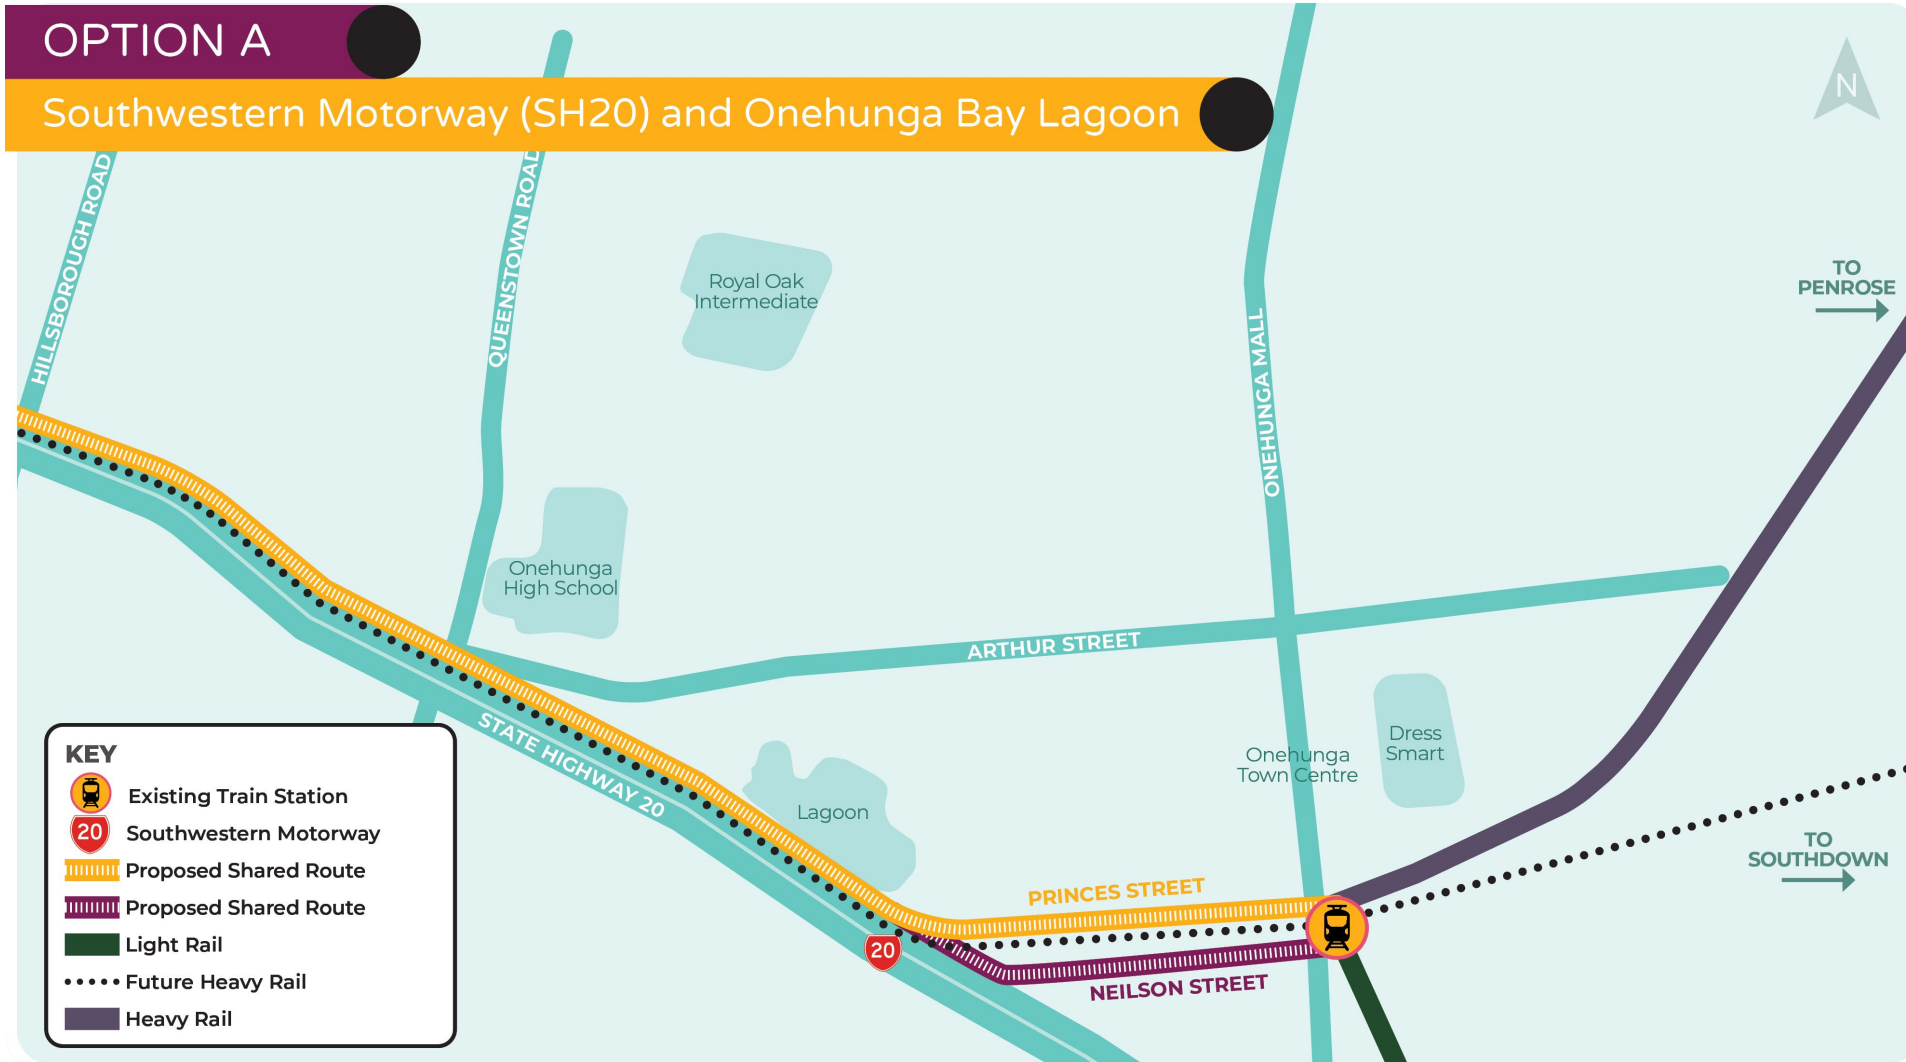 OPTION A
Southwestern Motorway (SH20) and Onehunga Bay Lagoon
N
HILLSBOROUGH ROAD
QUEENSTOWN ROAD
Royal Oak
Intermediate
ONEHUNGA MALL
TO
PENROSE
Onehunga
High School
ARTHUR STREET
STATE HIGHWAY 20
Lagoon
Onehunga
Town Centre
Dress
Smart
TO
SOUTHDOWN
PRINCES STREET
20
NEILSON STREET
KEY
Existing Train Station
20
Southwestern Motorway
Proposed Shared Route
Proposed Shared Route
Light Rail
Future Heavy Rail
Heavy Rail